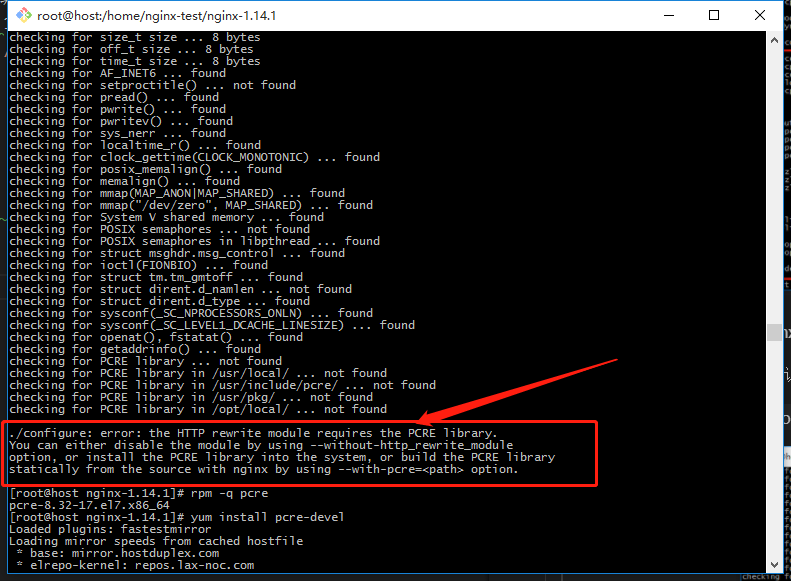 root@host:/home/nginx-test/nginx-1.14.1
checking for size_t size ... 8 bytes
checking for off_t size ... 8 bytes
checking for time_t size ... 8 bytes
checking for AF_INET6 ... found
checking for setproctitle() ... not found
checking for pread() ... found
checking for pwrite() ... found
checking for pwritev() ... found
checking for sys_nerr ... found
checking for localtime_r() ... found
checking for clock_gettime(CLOCK_MONOTONIC) ... found
checking for posix_memalign() ... found
checking for memalign() ... found
checking for mmap(MAP_ANON|MAP_SHARED) ... found
checking for mmap("/dev/zero", MAP_SHARED) ... found
checking for System V shared memory ... found
checking for POSIX semaphores ... not found
checking for POSIX semaphores in libpthread ... found
checking for struct msghdr.msg_control ... found
checking for ioctl(FIONBIO) ... found
checking for struct tm.tm_gmtoff ... found
checking for struct dirent.d_namlen ... not found
checking for struct dirent.d_type ... found
checking for sysconf(_SC_NPROCESSORS_ONLN) ... found
checking for sysconf(_SC_LEVEL1_DCACHE_LINESIZE) ... found
checking for openat(), fstatat() ... found
checking for getaddrinfo() ... found
checking for PCRE library ... not found
checking for PCRE library in /usr/local/ ... not found
checking for PCRE library in /usr/include/pcre/ ... not found
checking for PCRE library in /usr/pkg/ ... not found
checking for PCRE library in /opt/local/ ... not found
./configure: error: the HTTP rewrite module requires the PCRE library.
You can either disable the module by using --without-http_rewrite_module
option, or install the PCRE library into the system, or build the PCRE library
statically from the source with nginx by using --with-pcre=<path> option.
[root@host nginx-1.14.1]# rpm -q pcre
pcre-8.32-17.el7.x86_64
[root@host nginx-1.14.1]# yum install pcre-devel
Loaded plugins: fastestmirror
Loading mirror speeds from cached hostfile
 * base: mirror.hostduplex.com
 * elrepo-kernel: repos.lax-noc.com